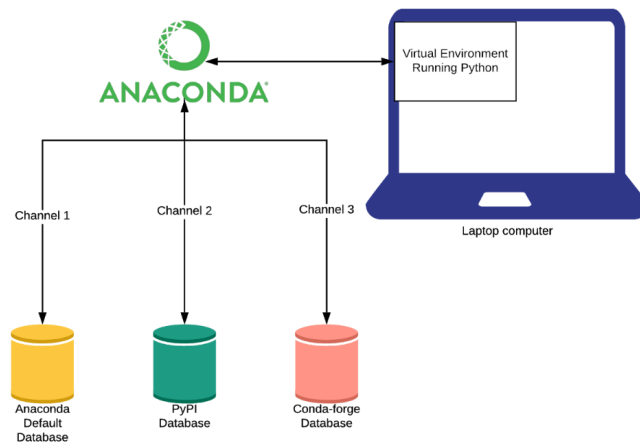 Virtual Environment
Running Python
ANACONDA®
Channel 1
Channel 2
Channel 3
Laptop computer
Anaconda
Default
Database
PyPI
Database
Conda-forge
Database